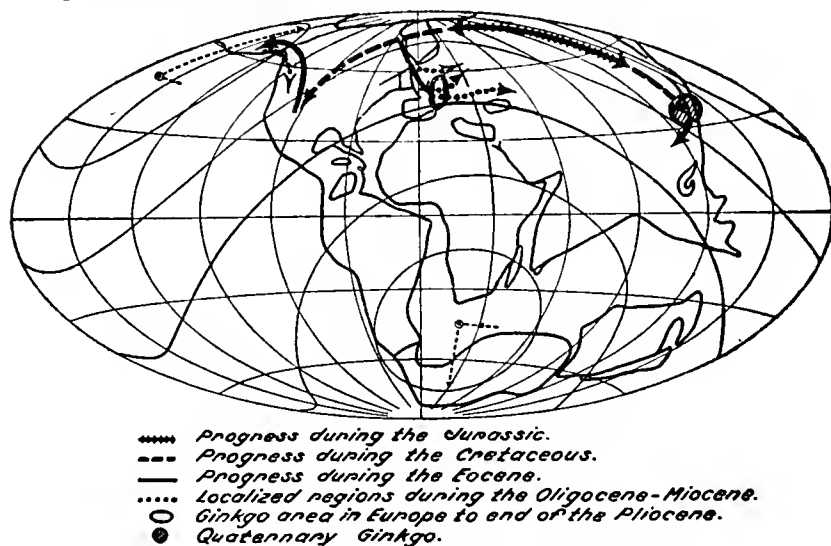 Progress during the Jurassic.
Progress during the Cretaceous.
Progress during the Eocene.
Localized regions during the Oligocene-Miocene.
Ginkgo area in Europe to end of the Pliocene.
Quaternary Ginkgo.